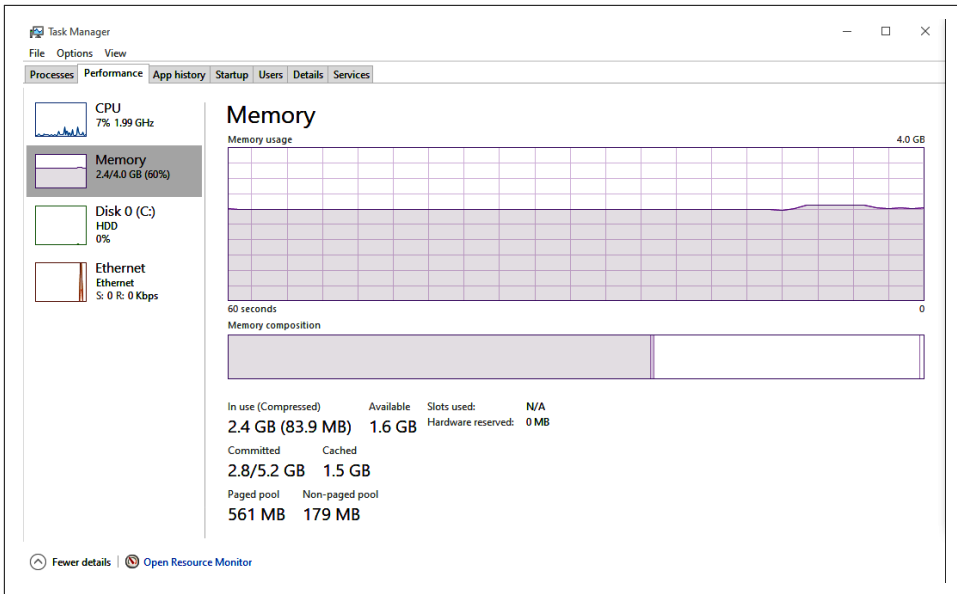 Task Manager
File Options View
Processes Performance App history Startup Users Details Services
CPU
7% 1.99 GHz
Memory
2.4/4.0 GB (60%)
Disk 0 (C:)
HDD
0%
Ethernet
Ethernet
S: 0 R: 0 Kbps
Memory
Memory usage 4.0 GB
60 seconds 0
Memory composition
In use (Compressed) Available Slots used: N/A
2.4 GB (83.9 MB) 1.6 GB Hardware reserved: 0 MB
Committed Cached
2.8/5.2 GB 1.5 GB
Paged pool Non-paged pool
561 MB 179 MB
Fewer details Open Resource Monitor